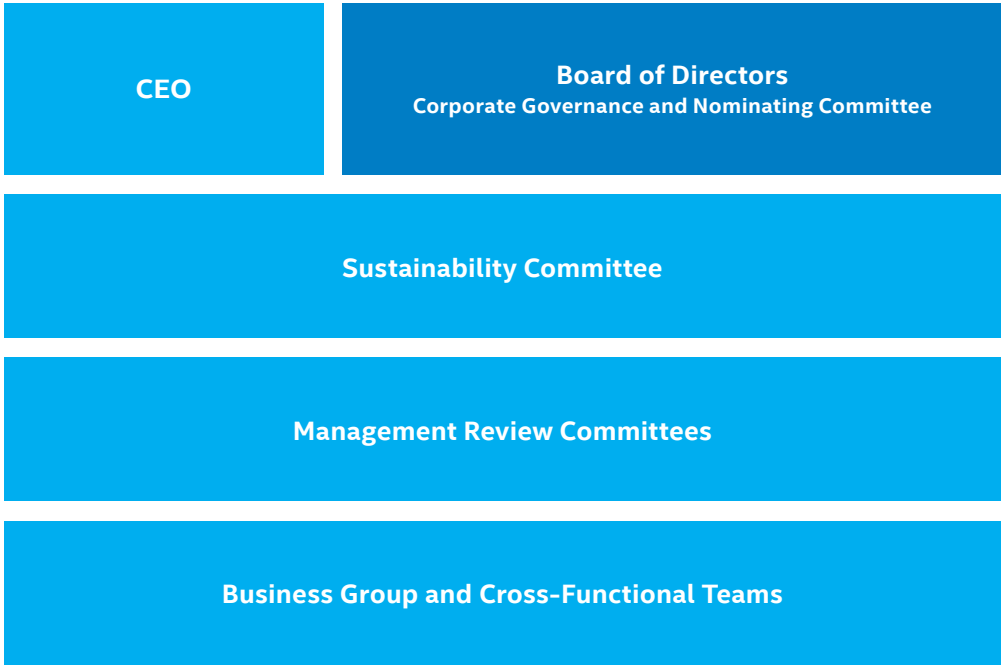 CEO
Board of Directors
Corporate Governance and Nominating Committee
Sustainability Committee
Management Review Committees
Business Group and Cross-Functional Teams